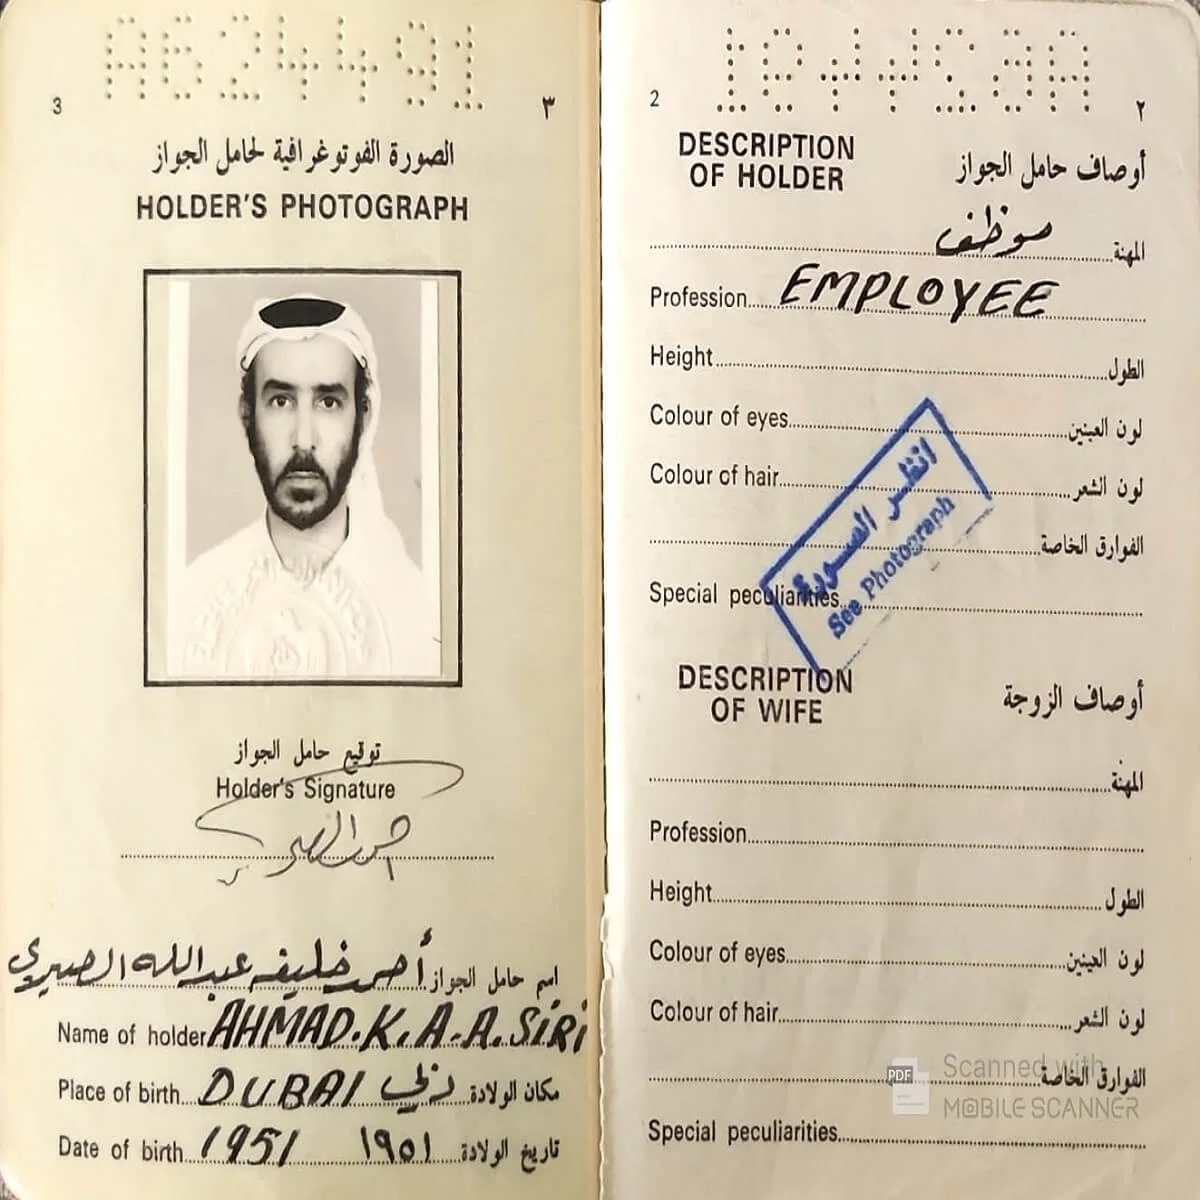 A624491
3
٣
الصورة الفوتوغرافية لحامل الجواز
HOLDER'S PHOTOGRAPH
توقيع حامل الجواز
Holder's Signature
اسم حامل الجواز أحمد خليفه عبدالله الصيري
Name of holder AHMAD.K.A.A.SiRi
Place of birth DUBAI دبي مكان الولادة
Date of birth 1951 ١٩٥١ تاريخ الولادة
A624491
2
٢
DESCRIPTION OF HOLDER أوصاف حامل الجواز
المهنة موظف
Profession EMPLOYEE
Height الطول
Colour of eyes لون العينين
Colour of hair لون الشعر
الفوارق الخاصة
Special peculiarities
انظر الصورة
See Photograph
DESCRIPTION OF WIFE أوصاف الزوجة
المهنة
Profession
Height الطول
Colour of eyes لون العينين
Colour of hair لون الشعر
الفوارق الخاصة
Special peculiarities
PDF
Scanned with
MOBILE SCANNER